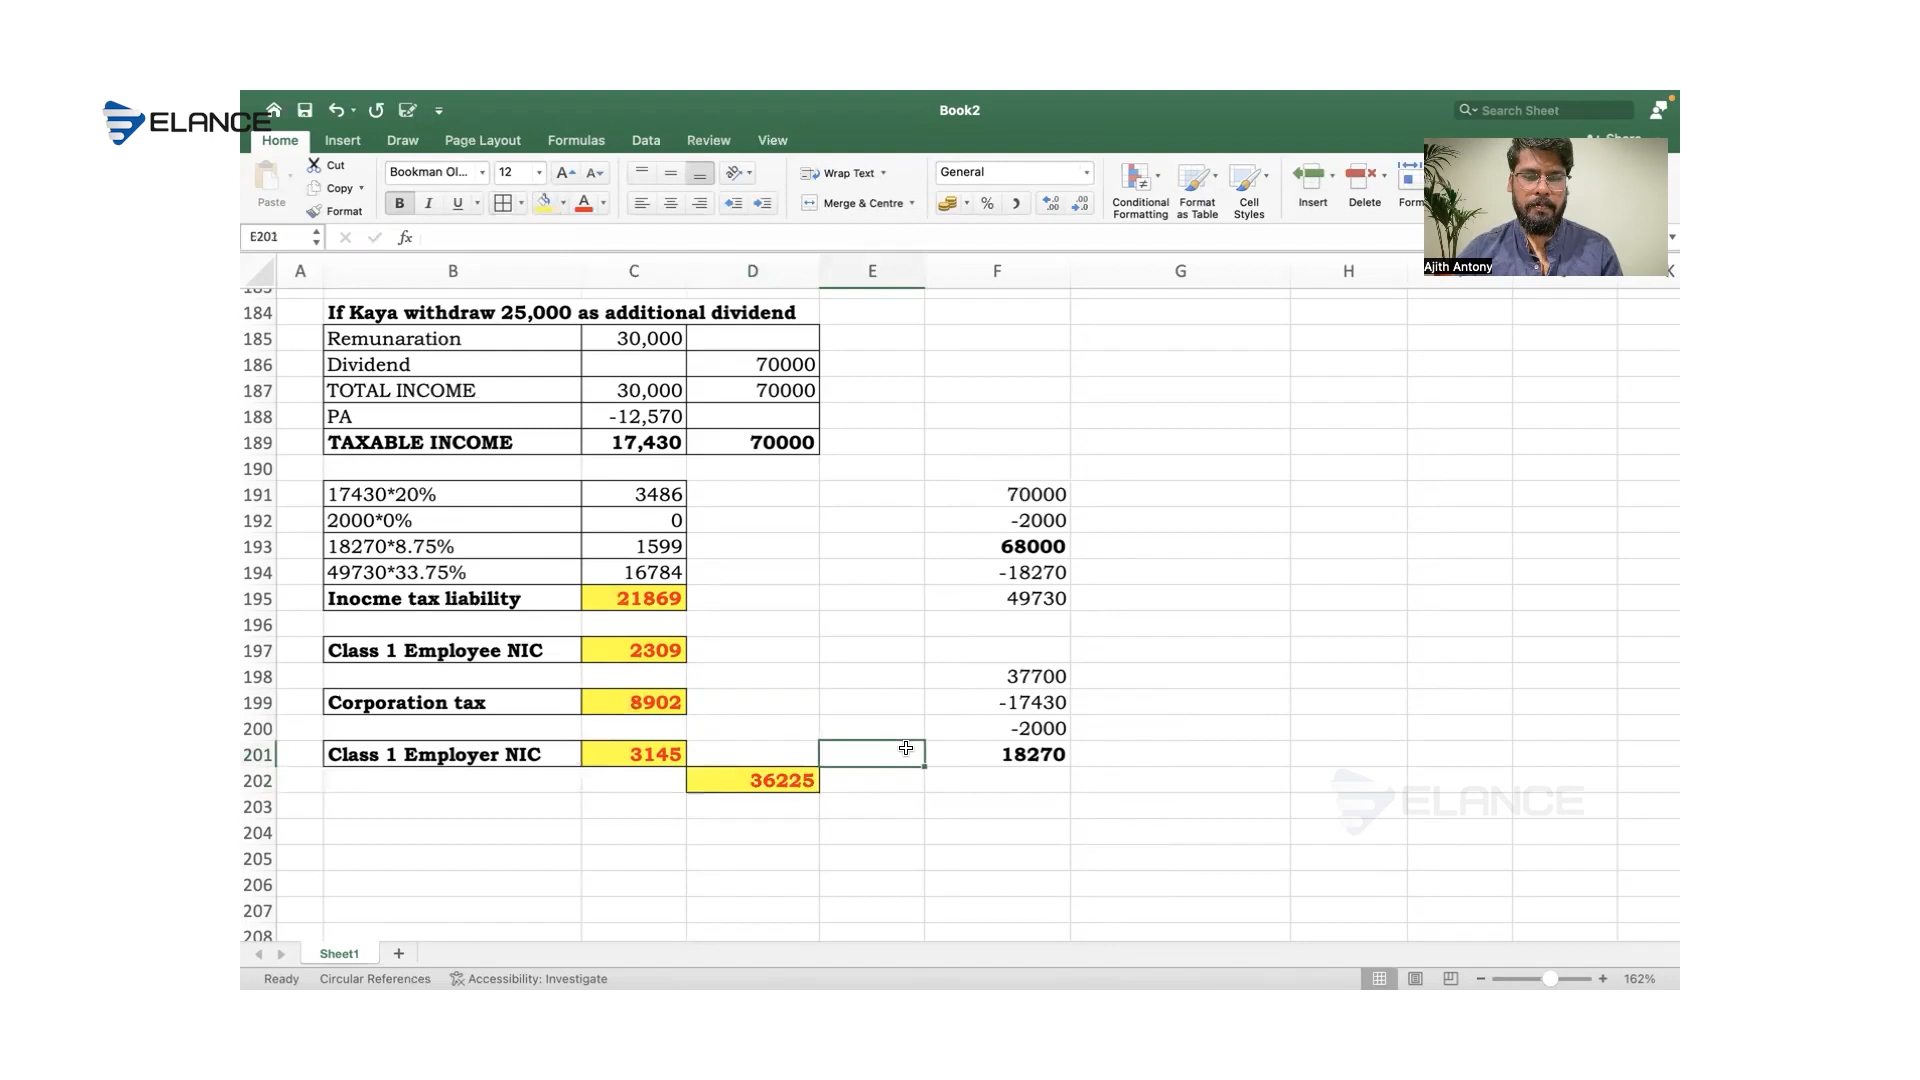 ELANCE
Book2
Search Sheet
Home Insert Draw Page Layout Formulas Data Review View
Paste
Cut
Copy
Format
Bookman Ol... 12
Wrap Text
Merge & Centre
General
Conditional Formatting
Format as Table
Cell Styles
Insert Delete Form
Ajith Antony
E201 fx
A B C D E F G H K
184 If Kaya withdraw 25,000 as additional dividend
185 Remunaration 30,000
186 Dividend 70000
187 TOTAL INCOME 30,000 70000
188 PA -12,570
189 TAXABLE INCOME 17,430 70000
190
191 17430*20% 3486 70000
192 2000*0% 0 -2000
193 18270*8.75% 1599 68000
194 49730*33.75% 16784 -18270
195 Inocme tax liability 21869 49730
196
197 Class 1 Employee NIC 2309
198 37700
199 Corporation tax 8902 -17430
200 -2000
201 Class 1 Employer NIC 3145 18270
202 36225
203
204
205
206
207
208
ELANCE
Sheet1 +
Ready Circular References Accessibility: Investigate 162%